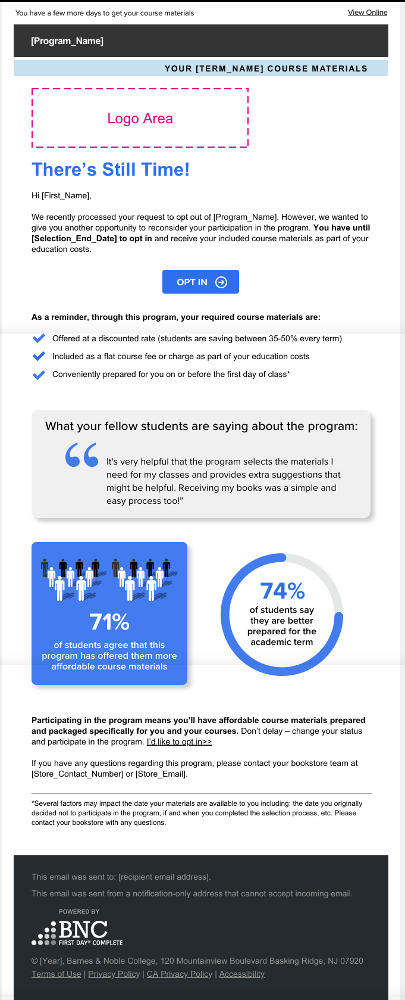 You have a few more days to get your course materials
View Online
[Program_Name]
YOUR [TERM_NAME] COURSE MATERIALS
Logo Area
There’s Still Time!
Hi [First_Name],
We recently processed your request to opt out of [Program_Name]. However, we wanted to
give you another opportunity to reconsider your participation in the program. You have until
[Selection_End_Date] to opt in and receive your included course materials as part of your
education costs.
OPT IN
As a reminder, through this program, your required course materials are:
Offered at a discounted rate (students are saving between 35-50% every term)
Included as a flat course fee or charge as part of your education costs
Conveniently prepared for you on or before the first day of class*
What your fellow students are saying about the program:
“
It's very helpful that the program selects the materials I
need for my classes and provides extra suggestions that
might be helpful. Receiving my books was a simple and
easy process too!”
71%
of students agree that this
program has offered them more
affordable course materials
74%
of students say
they are better
prepared for the
academic term
Participating in the program means you’ll have affordable course materials prepared
and packaged specifically for you and your courses. Don’t delay – change your status
and participate in the program. I’d like to opt in>>
If you have any questions regarding this program, please contact your bookstore team at
[Store_Contact_Number] or [Store_Email].
*Several factors may impact the date your materials are available to you including: the date you originally
decided not to participate in the program, if and when you completed the selection process, etc. Please
contact your bookstore with any questions.
This email was sent to: [recipient email address].
This email was sent from a notification-only address that cannot accept incoming email.
POWERED BY
BNC
FIRST DAY® COMPLETE
© [Year], Barnes & Noble College, 120 Mountainview Boulevard Basking Ridge, NJ 07920
Terms of Use | Privacy Policy | CA Privacy Policy | Accessibility